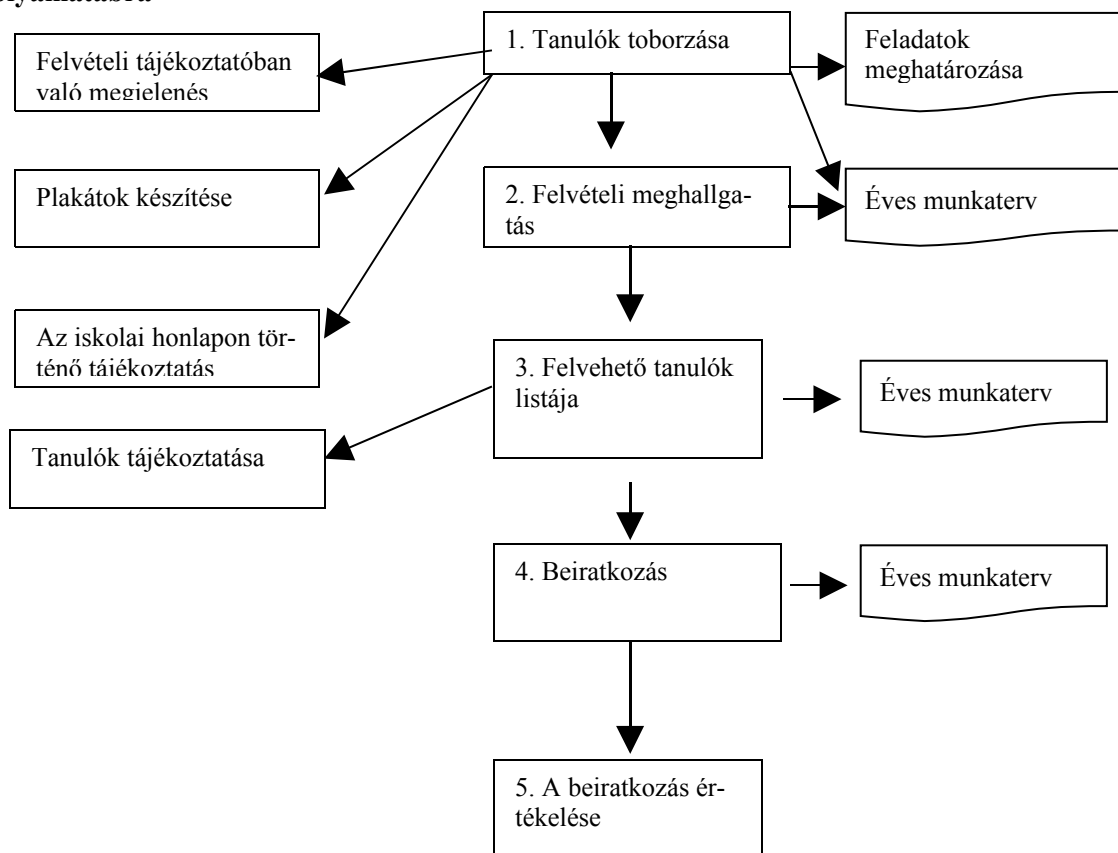 1. Tanulók toborzása
Felvételi tájékoztatóban
való megjelenés
Feladatok
meghatározása
Plakátok készítése
2. Felvételi meghallga-
tás
Éves munkaterv
Az iskolai honlapon tör-
ténő tájékoztatás
3. Felvehető tanulók
listája
Éves munkaterv
Tanulók tájékoztatása
4. Beiratkozás
Éves munkaterv
5. A beiratkozás ér-
tékelése